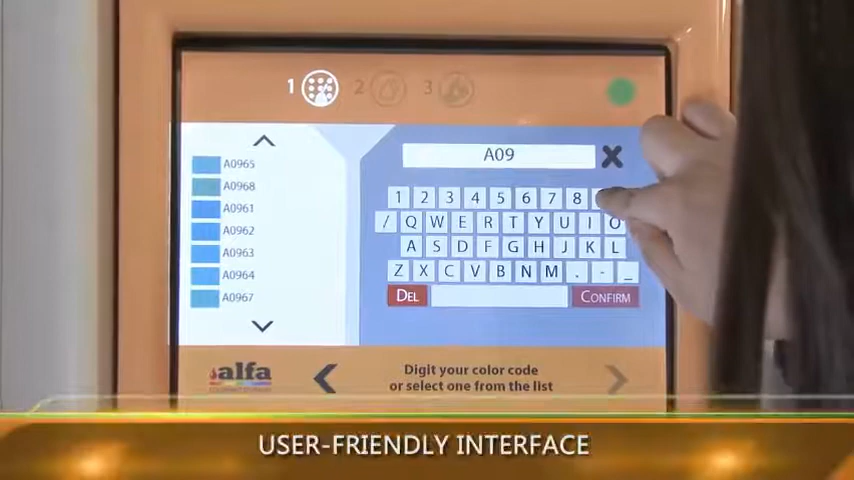 1 2 3
A0965
A0968
A0961
A0962
A0963
A0964
A0967
A09
1 2 3 4 5 6 7 8
/ Q W E R T Y U I O
A S D F G H J K L
Z X C V B N M . - _
DEL CONFIRM
alfa
Digit your color code
or select one from the list
USER-FRIENDLY INTERFACE